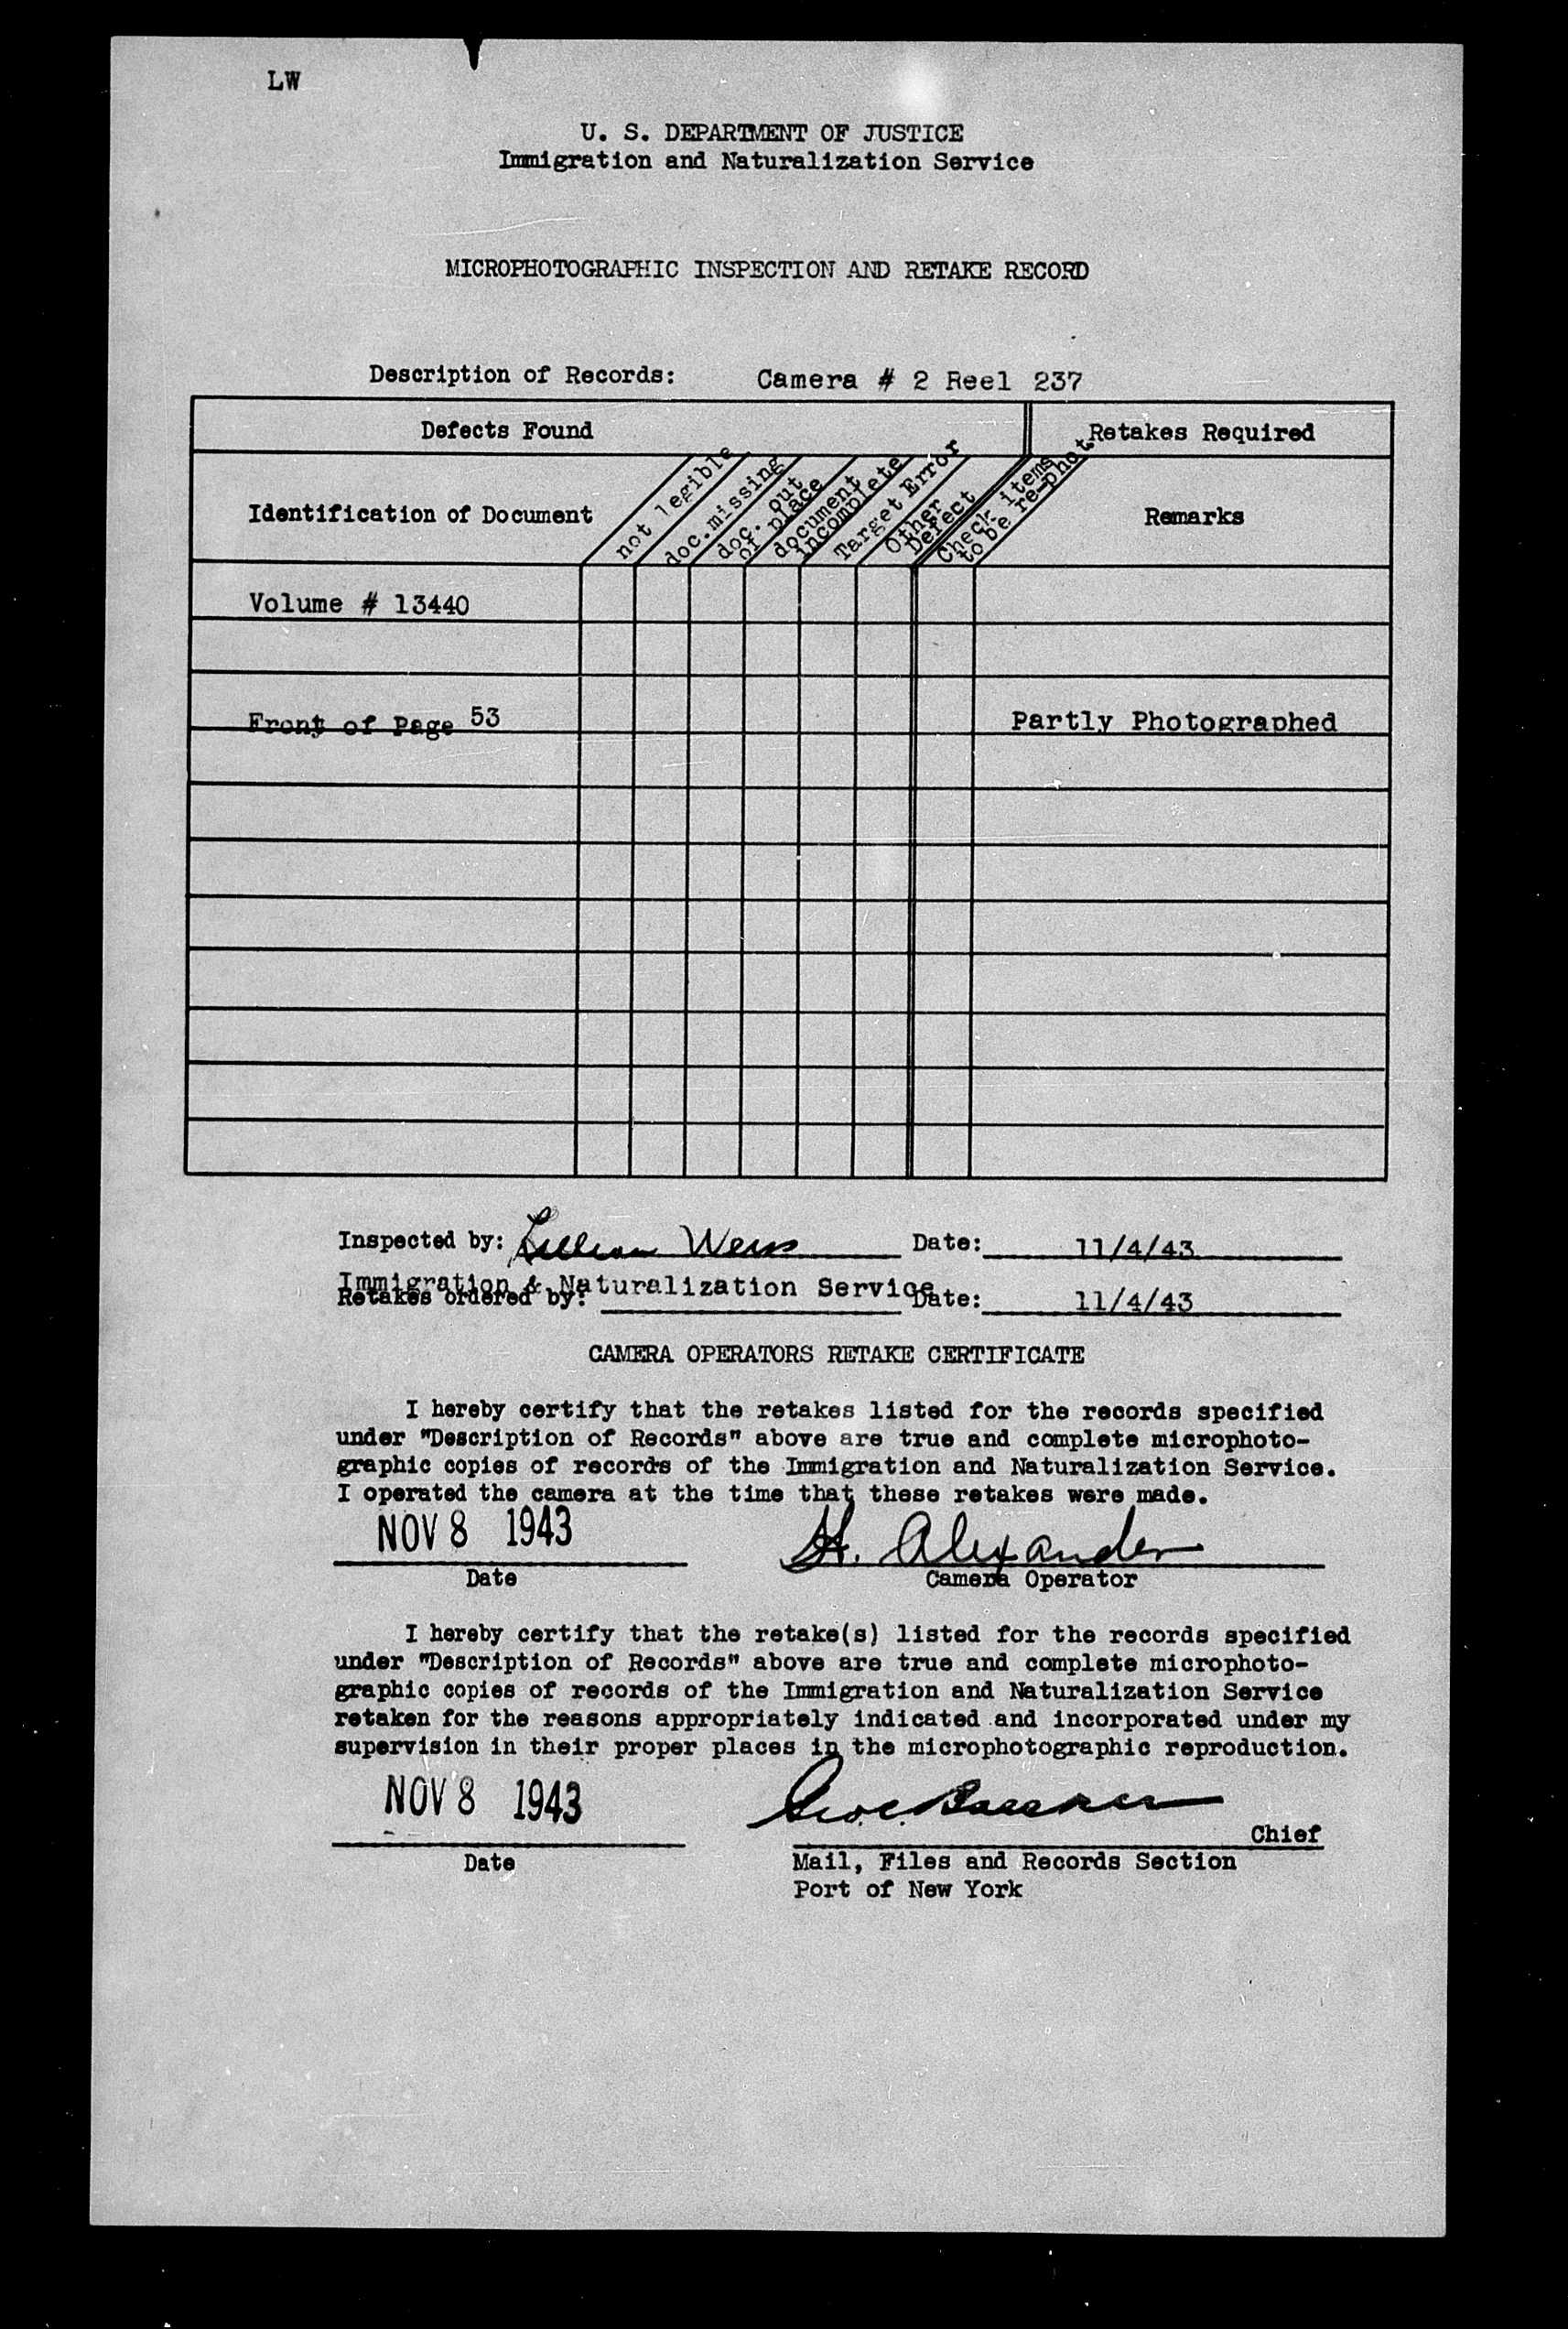 LW
U. S. DEPARTMENT OF JUSTICE
Immigration and Naturalization Service
MICROPHOTOGRAPHIC INSPECTION AND RETAKE RECORD
Description of Records: Camera # 2 Reel 237
Defects Found
Retakes Required
Identification of Document
not legible
doc.missing
doc. out
of place
document
incomplete
Target Error
Other
Defect
Check items
to be re-phot.
Remarks
Volume # 13440
Front of Page 53
Partly Photographed
Inspected by: Lillian Weiss Date: 11/4/43
Immigration & Naturalization Service
Retakes ordered by: Date: 11/4/43
CAMERA OPERATORS RETAKE CERTIFICATE
I hereby certify that the retakes listed for the records specified
under "Description of Records" above are true and complete microphoto-
graphic copies of records of the Immigration and Naturalization Service.
I operated the camera at the time that these retakes were made.
NOV 8 1943 H. Alexander
Date Camera Operator
I hereby certify that the retake(s) listed for the records specified
under "Description of Records" above are true and complete microphoto-
graphic copies of records of the Immigration and Naturalization Service
retaken for the reasons appropriately indicated and incorporated under my
supervision in their proper places in the microphotographic reproduction.
NOV 8 1943
Chief
Date Mail, Files and Records Section
Port of New York